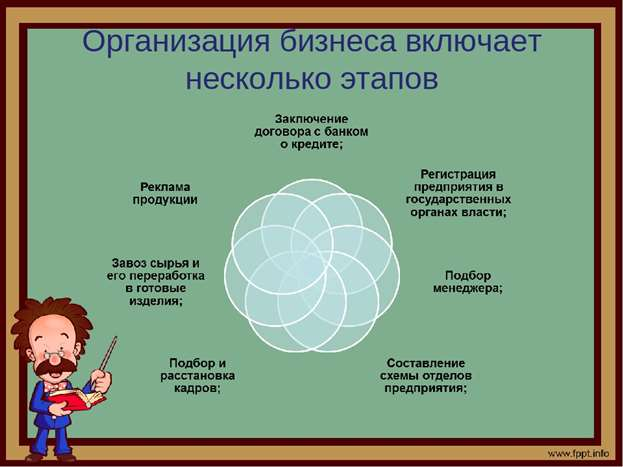 Организация бизнеса включает
несколько этапов
Заключение
договора с банком
о кредите;
Регистрация
предприятия в
государственных
органах власти;
Подбор
менеджера;
Составление
схемы отделов
предприятия;
Подбор и
расстановка
кадров;
Завоз сырья и
его переработка
в готовые
изделия;
Реклама
продукции
www.fppt.info